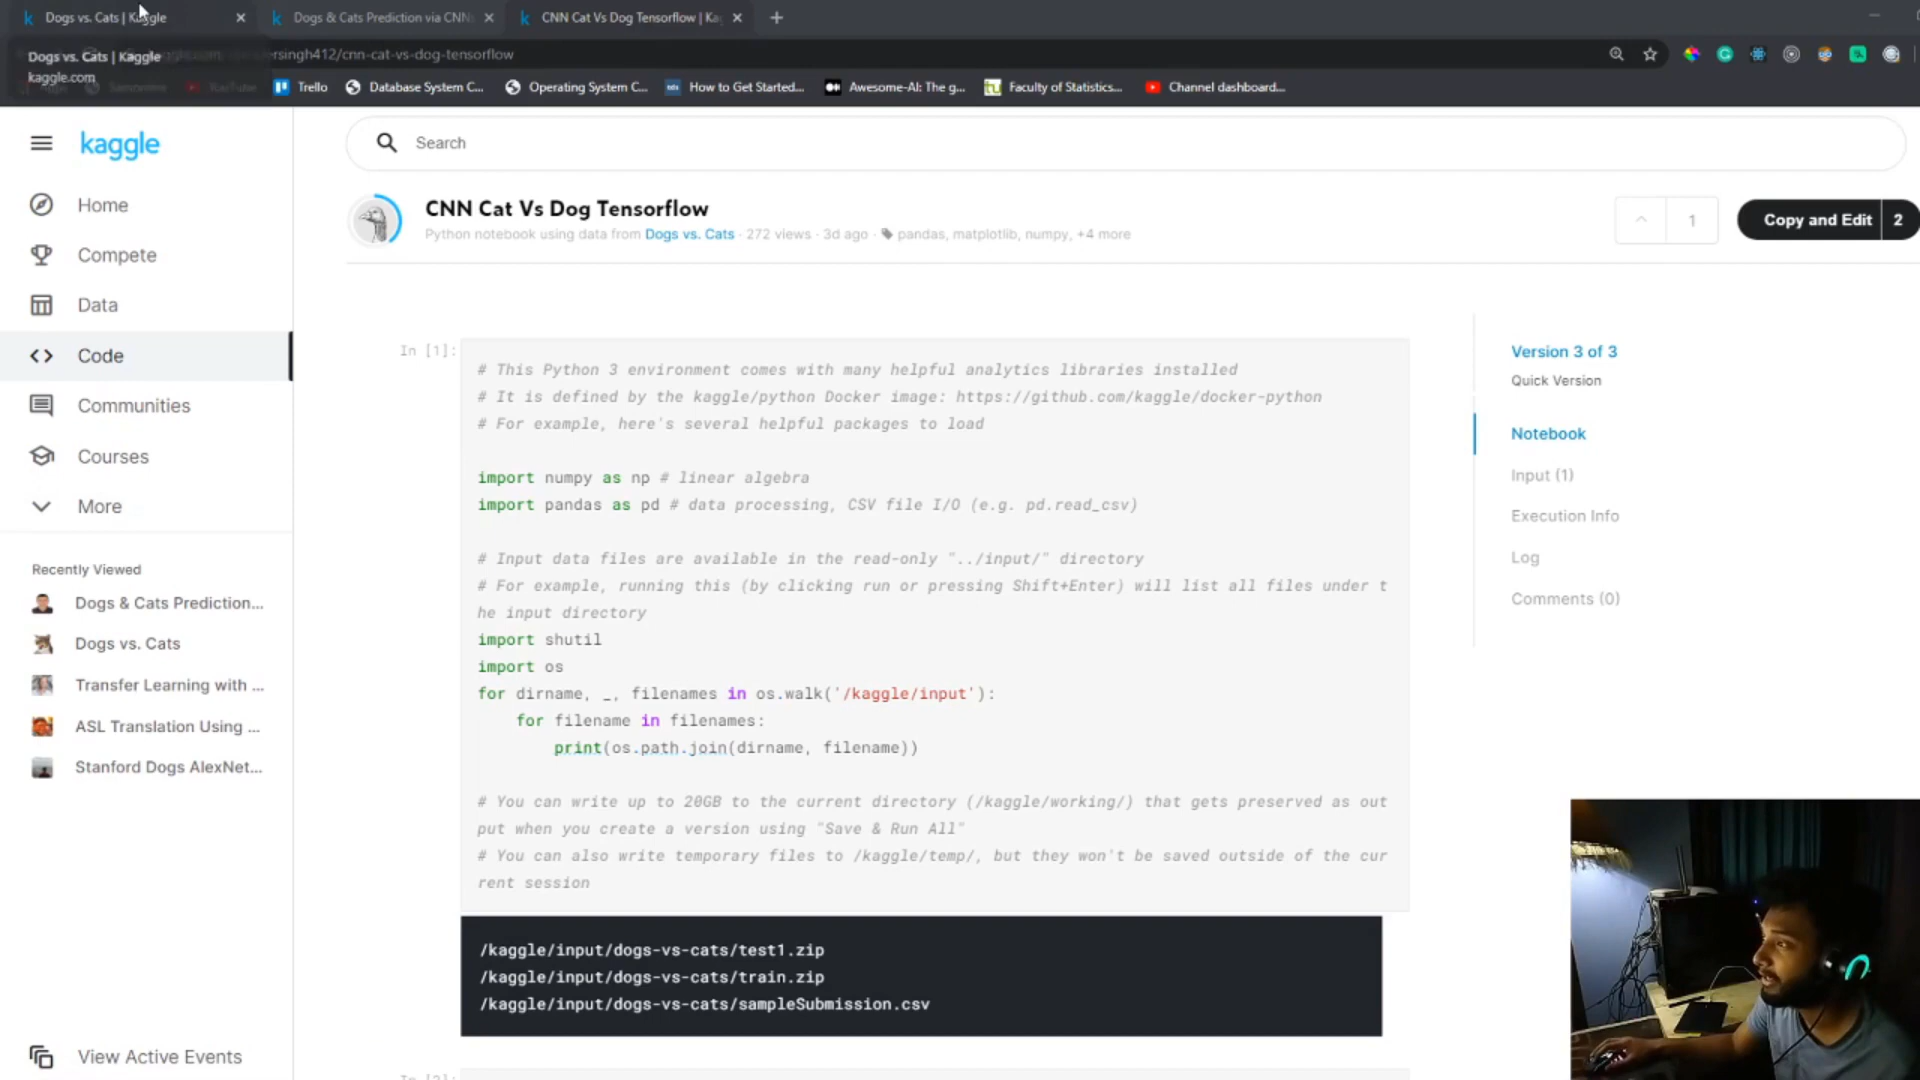 Dogs vs. Cats | Kaggle
Dogs & Cats Prediction via CNN
CNN Cat Vs Dog Tensorflow | Ka
Dogs vs. Cats | Kaggle
kaggle.com
ersingh412/cnn-cat-vs-dog-tensorflow
YouTube
Trello
Database System C...
Operating System C...
How to Get Started...
Awesome-AI: The g...
Faculty of Statistics...
Channel dashboard...
kaggle
Search
Home
Compete
Data
Code
Communities
Courses
More
Recently Viewed
Dogs & Cats Prediction...
Dogs vs. Cats
Transfer Learning with ...
ASL Translation Using ...
Stanford Dogs AlexNet...
View Active Events
CNN Cat Vs Dog Tensorflow
Python notebook using data from Dogs vs. Cats · 272 views · 3d ago · pandas, matplotlib, numpy, +4 more
1
Copy and Edit 2
In [1]:
# This Python 3 environment comes with many helpful analytics libraries installed
# It is defined by the kaggle/python Docker image: https://github.com/kaggle/docker-python
# For example, here's several helpful packages to load
import numpy as np # linear algebra
import pandas as pd # data processing, CSV file I/O (e.g. pd.read_csv)
# Input data files are available in the read-only "../input/" directory
# For example, running this (by clicking run or pressing Shift+Enter) will list all files under t
he input directory
import shutil
import os
for dirname, _, filenames in os.walk('/kaggle/input'):
for filename in filenames:
print(os.path.join(dirname, filename))
# You can write up to 20GB to the current directory (/kaggle/working/) that gets preserved as out
put when you create a version using "Save & Run All"
# You can also write temporary files to /kaggle/temp/, but they won't be saved outside of the cur
rent session
/kaggle/input/dogs-vs-cats/test1.zip
/kaggle/input/dogs-vs-cats/train.zip
/kaggle/input/dogs-vs-cats/sampleSubmission.csv
Version 3 of 3
Quick Version
Notebook
Input (1)
Execution Info
Log
Comments (0)